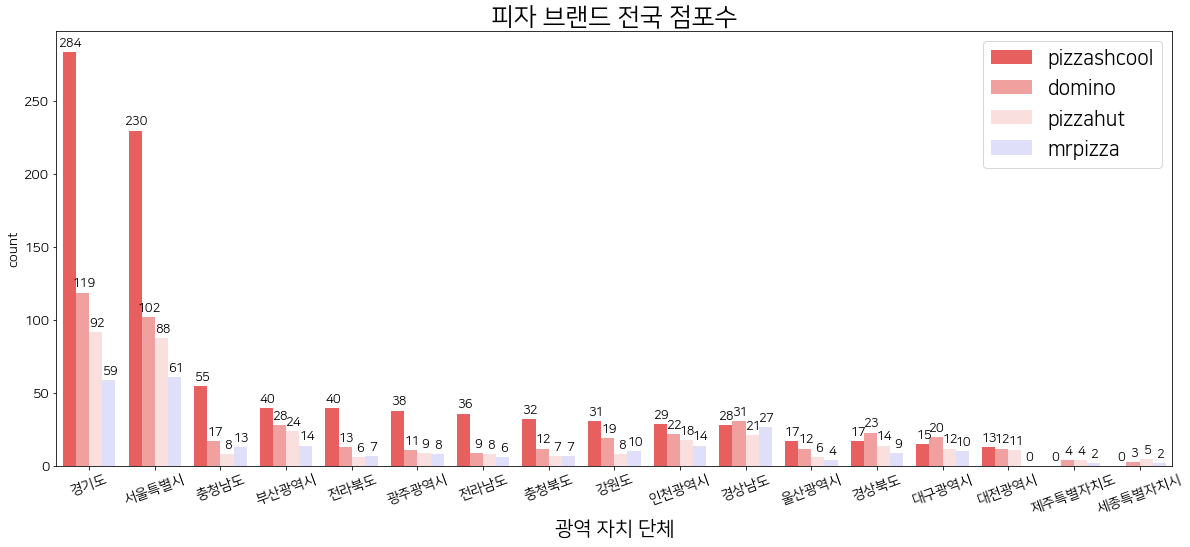 피자 브랜드 전국 점포수
pizzashcool
domino
pizzahut
mrpizza
count
250
200
150
100
50
0
284 119 92 59
230 102 88 61
55 17 8 13
40 28 24 14
40 13 6 7
38 11 9 8
36 9 8 6
32 12 7 7
31 19 8 10
29 22 18 14
28 31 21 27
17 12 6 4
17 23 14 9
15 20 12 10
13 12 11 0
0 4 4 2
0 3 5 2
경기도
서울특별시
충청남도
부산광역시
전라북도
광주광역시
전라남도
충청북도
강원도
인천광역시
경상남도
울산광역시
경상북도
대구광역시
대전광역시
제주특별자치도
세종특별자치시
광역 자치 단체